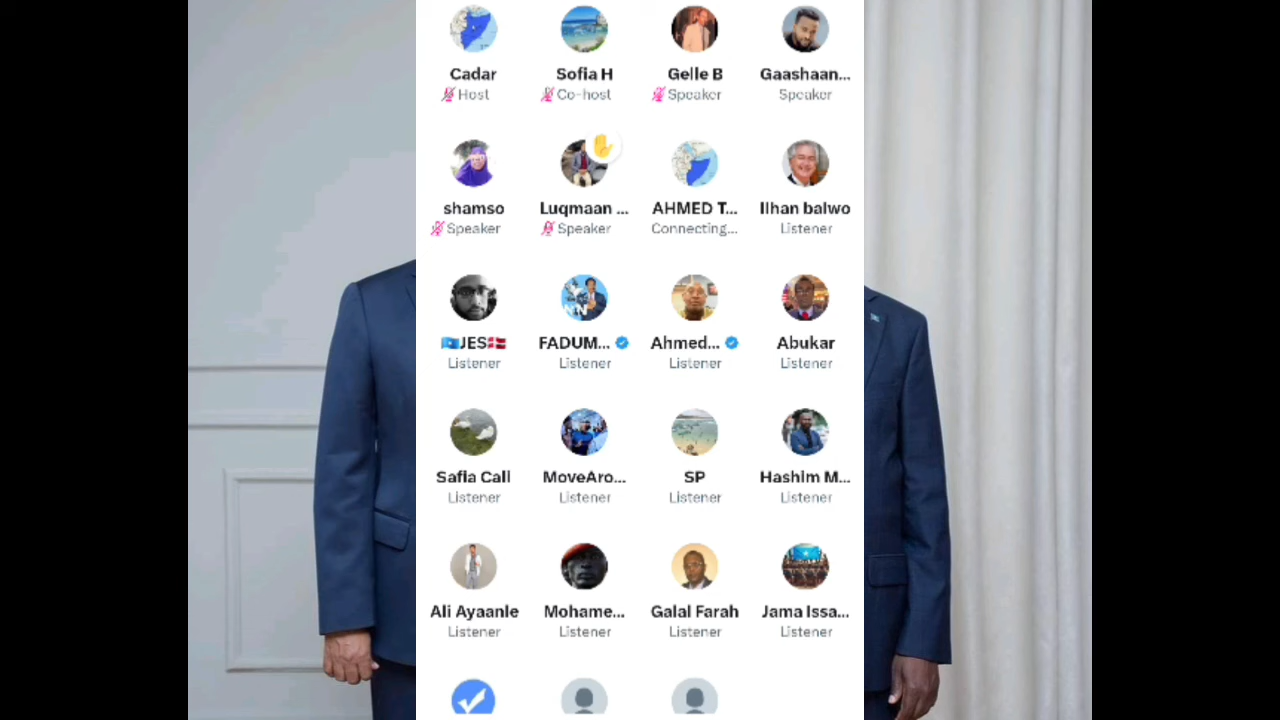 Cadar Sofia H Gelle B Gaashaan...
Host Co-host Speaker Speaker
shamso Luqmaan ... AHMED T... Ilhan balwo
Speaker Speaker Connecting... Listener
🇸🇴JES🇩🇰 FADUM... Ahmed... Abukar
Listener Listener Listener Listener
Safia Call MoveAro... SP Hashim M...
Listener Listener Listener Listener
Ali Ayaanle Mohame... Galal Farah Jama Issa...
Listener Listener Listener Listener